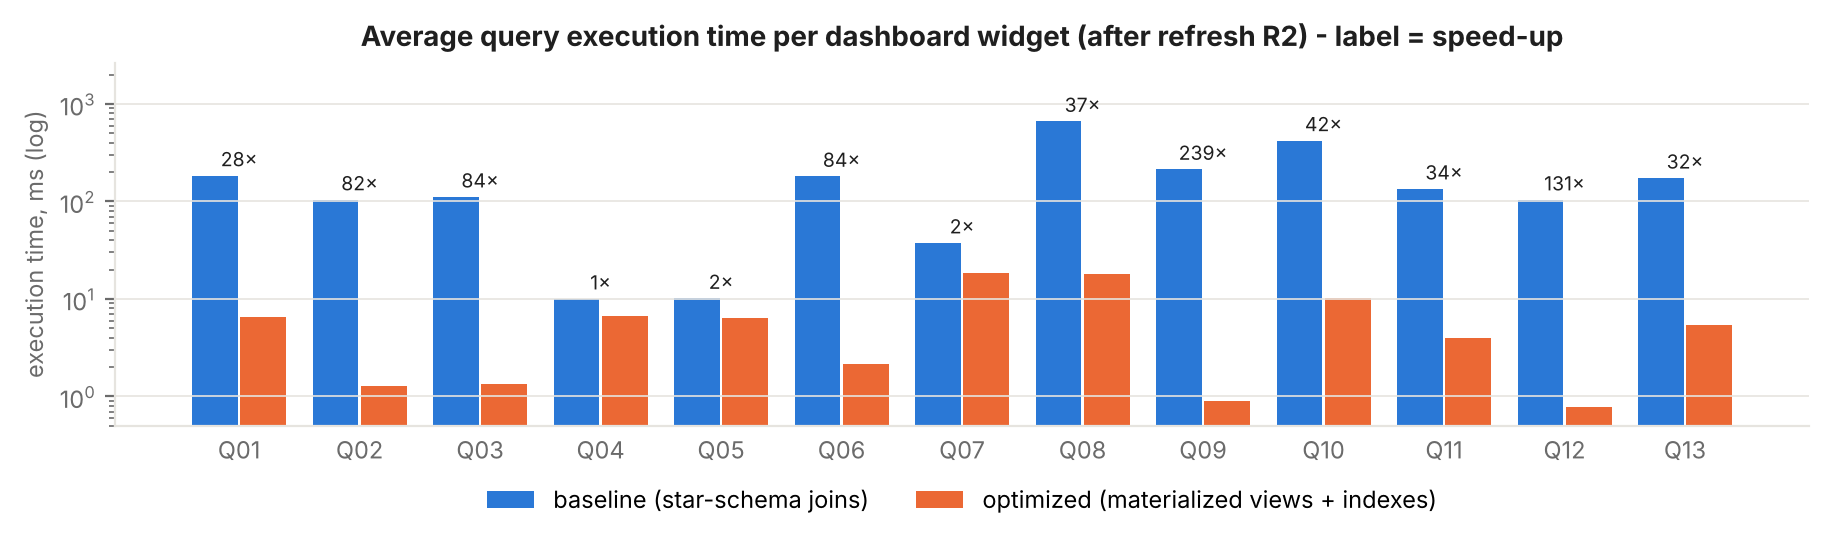 Average query execution time per dashboard widget (after refresh R2) - label = speed-up
execution time, ms (log)
10³
10²
10¹
10⁰
28×
82×
84×
1×
2×
84×
2×
37×
239×
42×
34×
131×
32×
Q01
Q02
Q03
Q04
Q05
Q06
Q07
Q08
Q09
Q10
Q11
Q12
Q13
baseline (star-schema joins)
optimized (materialized views + indexes)